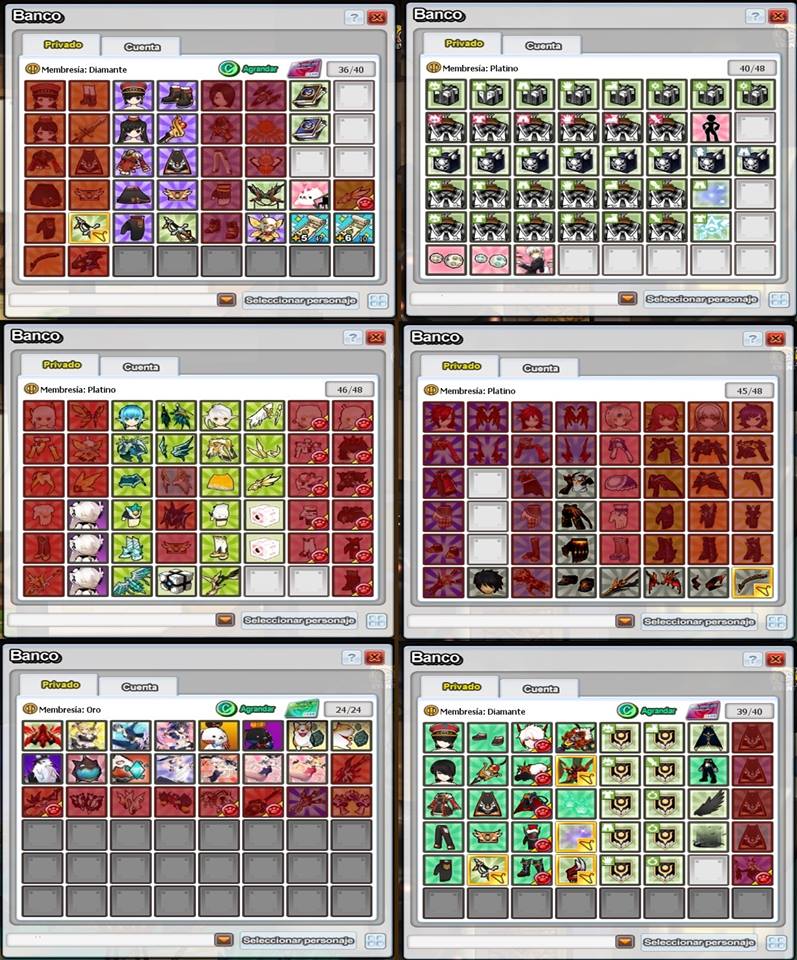 Banco
Privado
Cuenta
Membresía: Diamante
Agrandar
36/40
+5
+6
Seleccionar personaje
Banco
Privado
Cuenta
Membresía: Platino
40/48
Seleccionar personaje
Banco
Privado
Cuenta
Membresía: Platino
46/48
Seleccionar personaje
Banco
Privado
Cuenta
Membresía: Platino
45/48
Seleccionar personaje
Banco
Privado
Cuenta
Membresía: Oro
Agrandar
24/24
Seleccionar personaje
Banco
Privado
Cuenta
Membresía: Diamante
Agrandar
39/40
Seleccionar personaje